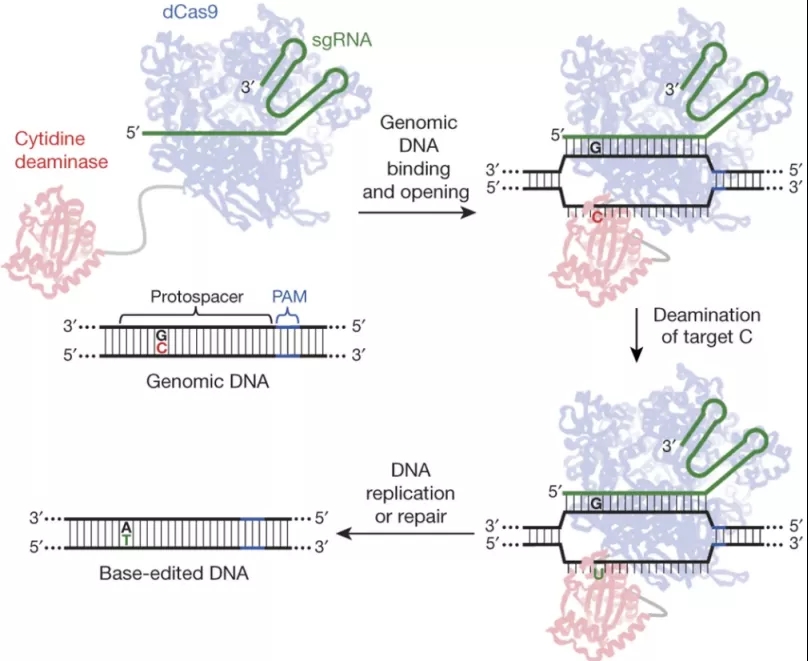 dCas9
sgRNA
3′
5′
Cytidine
deaminase
Genomic
DNA
binding
and opening
3′
5′
G
3′ 5′
5′ 3′
C
Protospacer PAM
3′ 5′
G
C
5′ 3′
Genomic DNA
Deamination
of target C
3′
5′
G
3′ 5′
5′ 3′
U
DNA
replication
or repair
3′ 5′
A
T
5′ 3′
Base-edited DNA